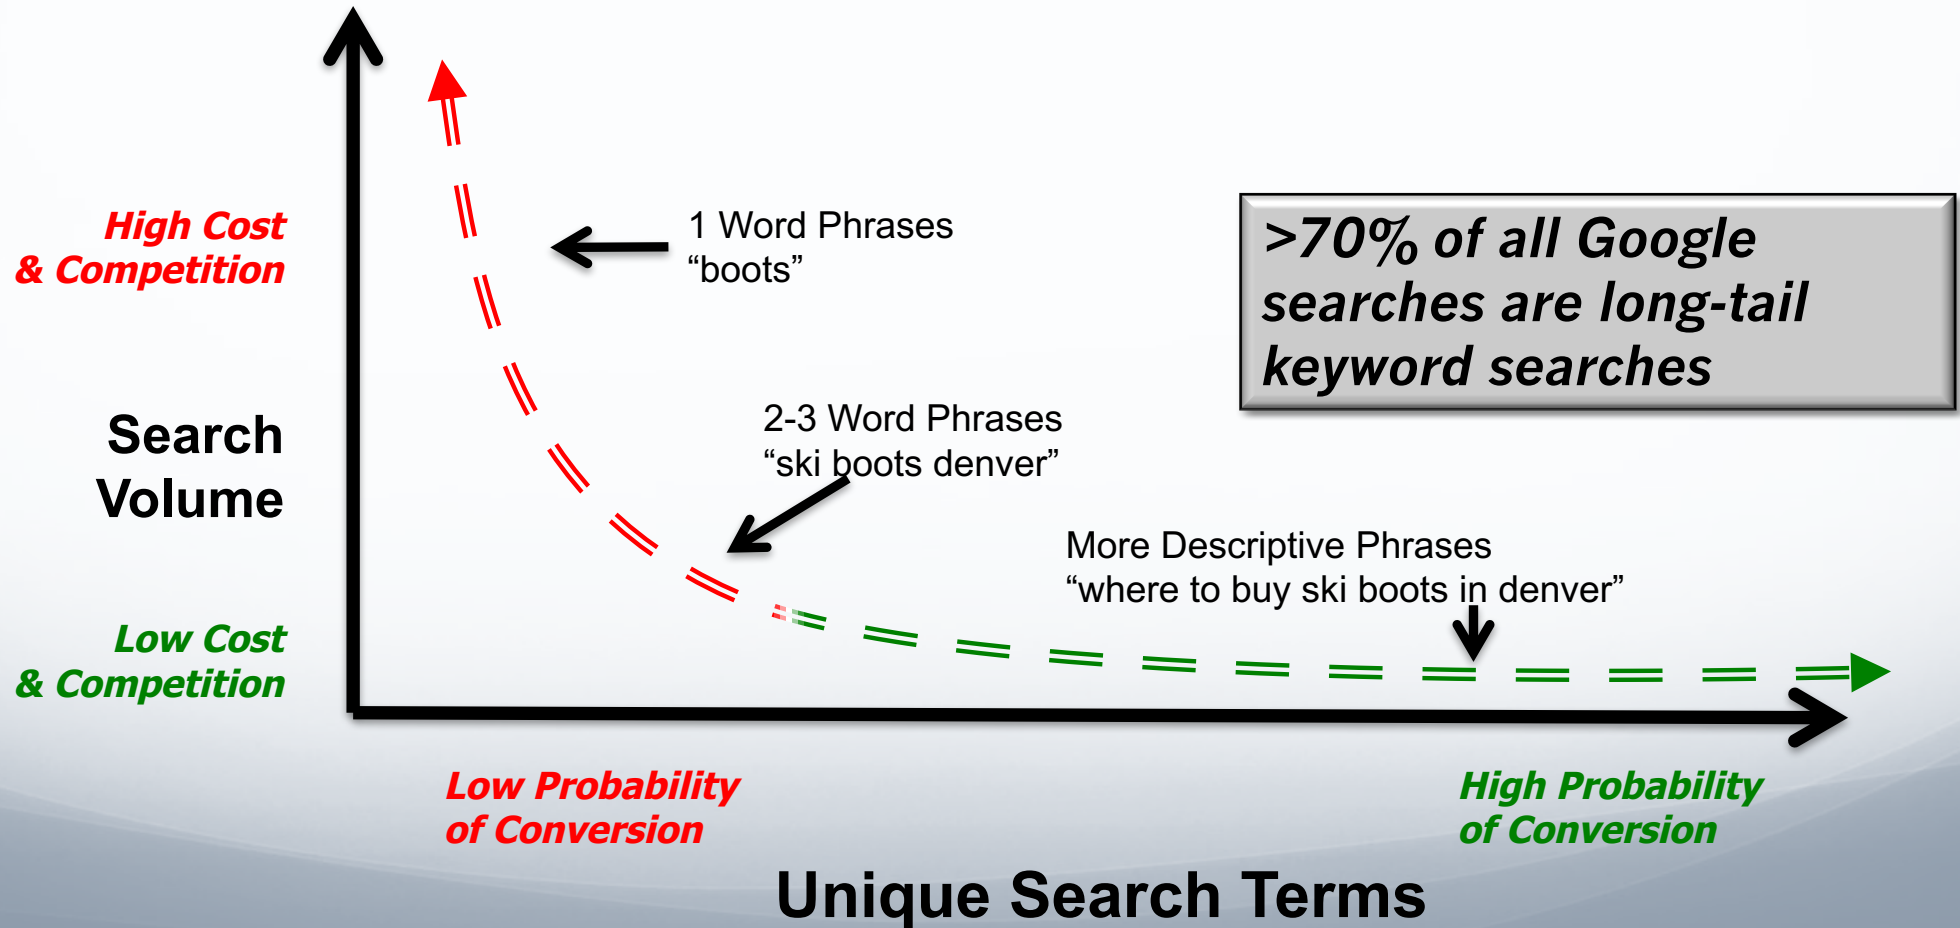 High Cost
& Competition
1 Word Phrases
“boots”
>70% of all Google
searches are long-tail
keyword searches
Search
Volume
2-3 Word Phrases
“ski boots denver”
More Descriptive Phrases
“where to buy ski boots in denver”
Low Cost
& Competition
Low Probability
of Conversion
High Probability
of Conversion
Unique Search Terms